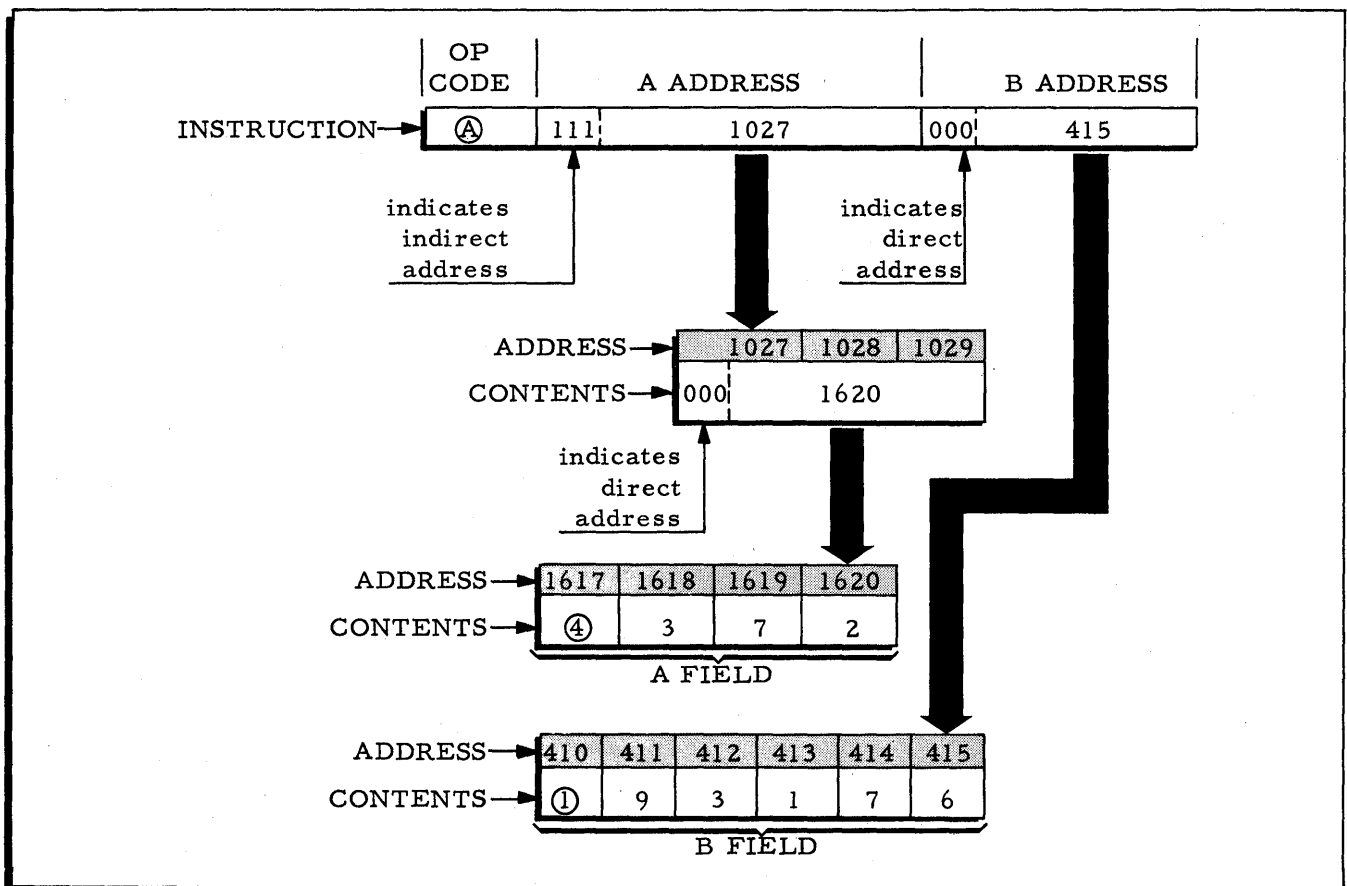 OP
CODE A ADDRESS B ADDRESS
INSTRUCTION Ⓐ 111 1027 000 415
indicates indicates
indirect direct
address address
ADDRESS 1027 1028 1029
CONTENTS 000 1620
indicates
direct
address
ADDRESS 1617 1618 1619 1620
CONTENTS ④ 3 7 2
A FIELD
ADDRESS 410 411 412 413 414 415
CONTENTS ① 9 3 1 7 6
B FIELD